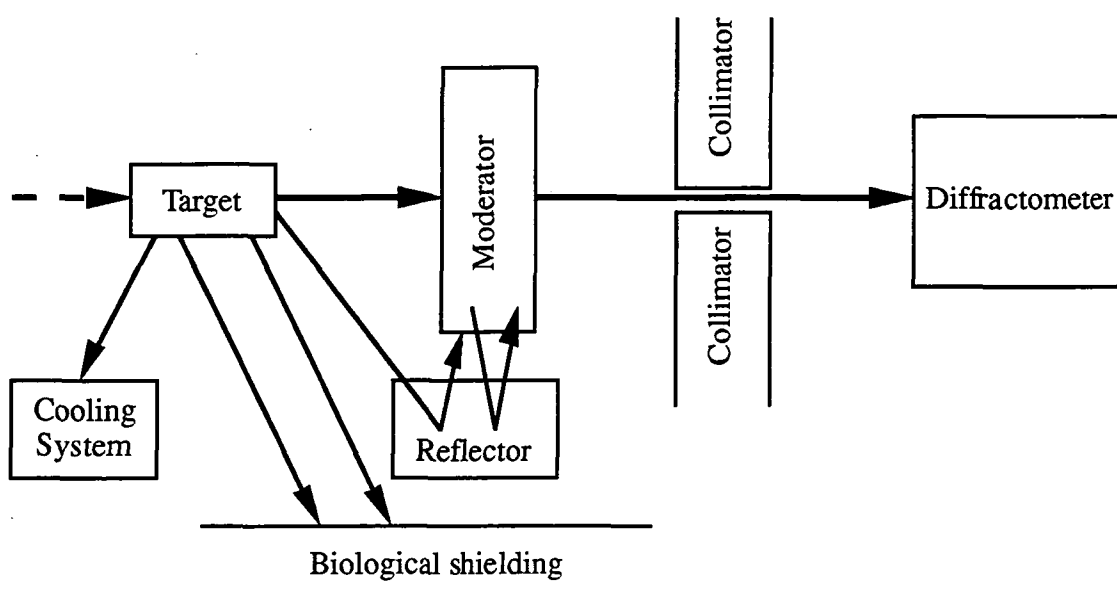 Collimator
Moderator
Target
Diffractometer
Collimator
Cooling
System
Reflector
Biological shielding